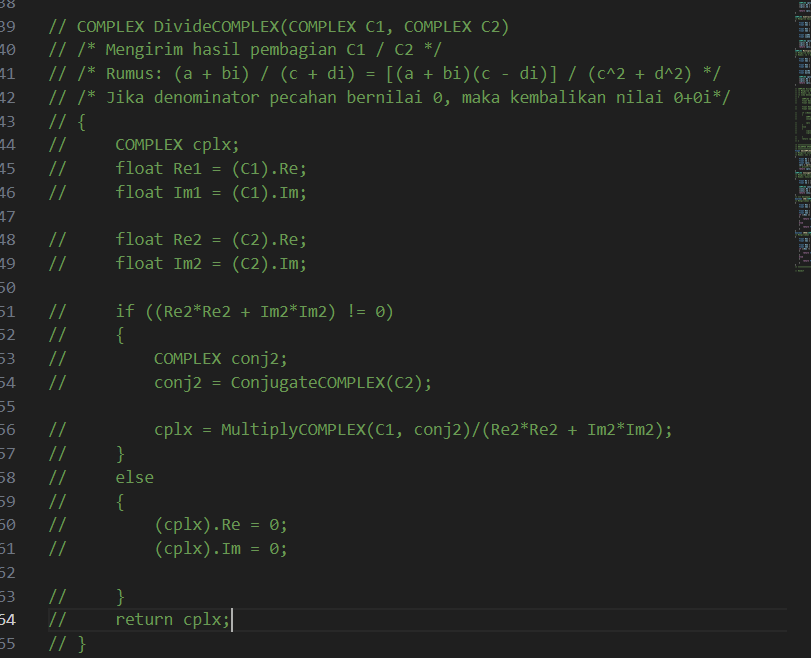 38
39 // COMPLEX DivideCOMPLEX(COMPLEX C1, COMPLEX C2)
40 // /* Mengirim hasil pembagian C1 / C2 */
41 // /* Rumus: (a + bi) / (c + di) = [(a + bi)(c - di)] / (c^2 + d^2) */
42 // /* Jika denominator pecahan bernilai 0, maka kembalikan nilai 0+0i*/
43 // {
44 //     COMPLEX cplx;
45 //     float Re1 = (C1).Re;
46 //     float Im1 = (C1).Im;
47
48 //     float Re2 = (C2).Re;
49 //     float Im2 = (C2).Im;
50
51 //     if ((Re2*Re2 + Im2*Im2) != 0)
52 //     {
53 //         COMPLEX conj2;
54 //         conj2 = ConjugateCOMPLEX(C2);
55
56 //         cplx = MultiplyCOMPLEX(C1, conj2)/(Re2*Re2 + Im2*Im2);
57 //     }
58 //     else
59 //     {
60 //         (cplx).Re = 0;
61 //         (cplx).Im = 0;
62
63 //     }
64 //     return cplx;
65 // }